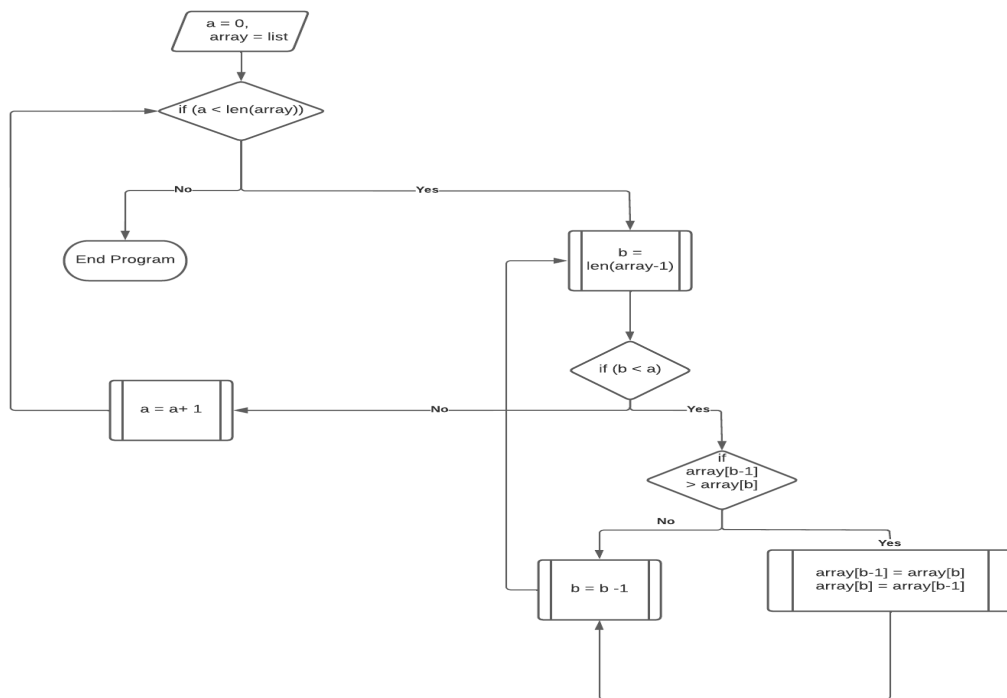 a = 0,
array = list
if (a < len(array))
No
Yes
End Program
b =
len(array-1)
if (b < a)
a = a+ 1
No
Yes
if
array[b-1]
> array[b]
No
Yes
b = b -1
array[b-1] = array[b]
array[b] = array[b-1]